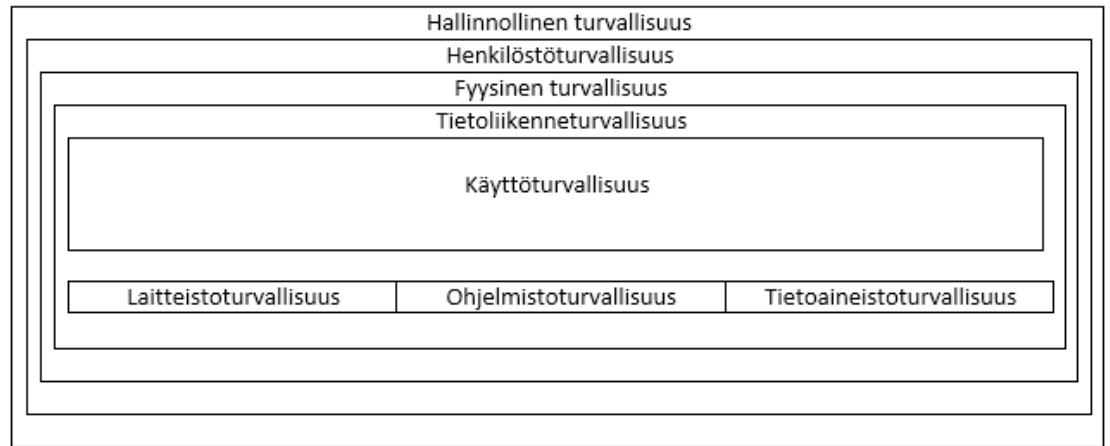 Hallinnollinen turvallisuus
Henkilöstöturvallisuus
Fyysinen turvallisuus
Tietoliikenneturvallisuus
Käyttöturvallisuus
Laitteistoturvallisuus Ohjelmistoturvallisuus Tietoaineistoturvallisuus